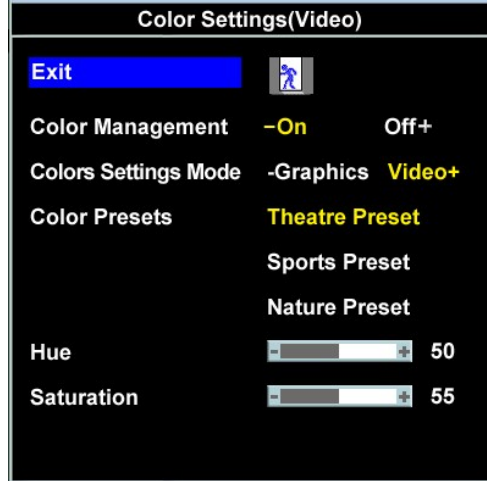 Color Settings(Video)
Exit
Color Management -On Off+
Colors Settings Mode -Graphics Video+
Color Presets Theatre Preset
Sports Preset
Nature Preset
Hue - + 50
Saturation - + 55